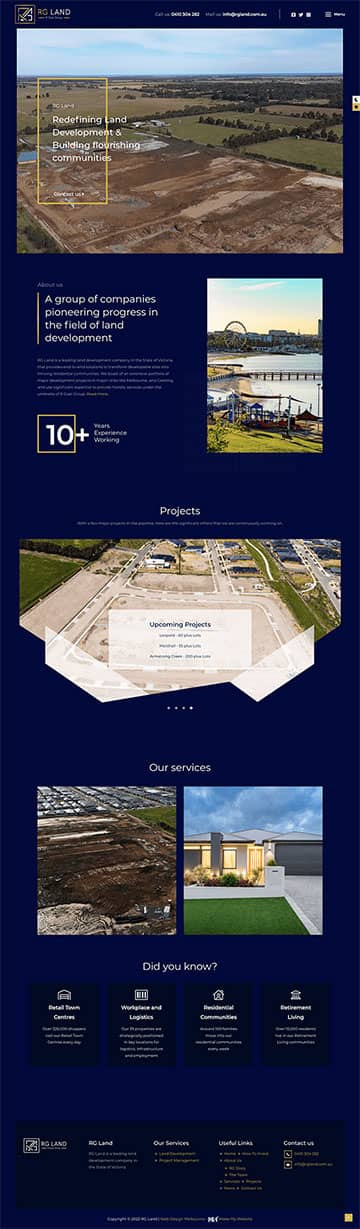 RG LAND
Call us: 0410 304 282
Mail us: info@rgland.com.au
Menu
RG Land
Redefining Land
Development &
Building flourishing
communities
Contact us
About us
A group of companies
pioneering progress in
the field of land
development
RG Land is a leading land development company in the State of Victoria
that provides end-to-end solutions to transform developable sites into
thriving residential communities. We boast of an extensive portfolio of
major development projects in major cities like Melbourne, and Geelong
and use significant expertise to provide holistic services under the
umbrella of 8 Star Group. Read More..
10+
Years
Experience
Working
Projects
With a few major projects in the pipeline, here are the significant others that we are continuously working on.
Upcoming Projects
Leopold - 60 plus Lots
Marshall - 55 plus Lots
Armstrong Creek - 200 plus Lots
Our services
Did you know?
Retail Town
Centres
Over 326,000 shoppers
visit our Retail Town
Centres every day
Workplace and
Logistics
Our 59 properties are
strategically positioned
in key locations for
logistics, infrastructure
and employment
Residential
Communities
Around 100 families
move into our
residential communities
every week
Retirement
Living
Over 10,000 residents
live in our Retirement
Living communities
RG LAND
RG Land
RG Land is a leading land
development company in
the State of Victoria
Our Services
Land Development
Project Management
Useful Links
Home
How To Invest
About Us
RG Story
The Team
Services
Projects
News
Contact Us
Contact us
0410 304 282
info@rgland.com.au
Copyright © 2022 RG Land | Web Design Melbourne
Make My Website